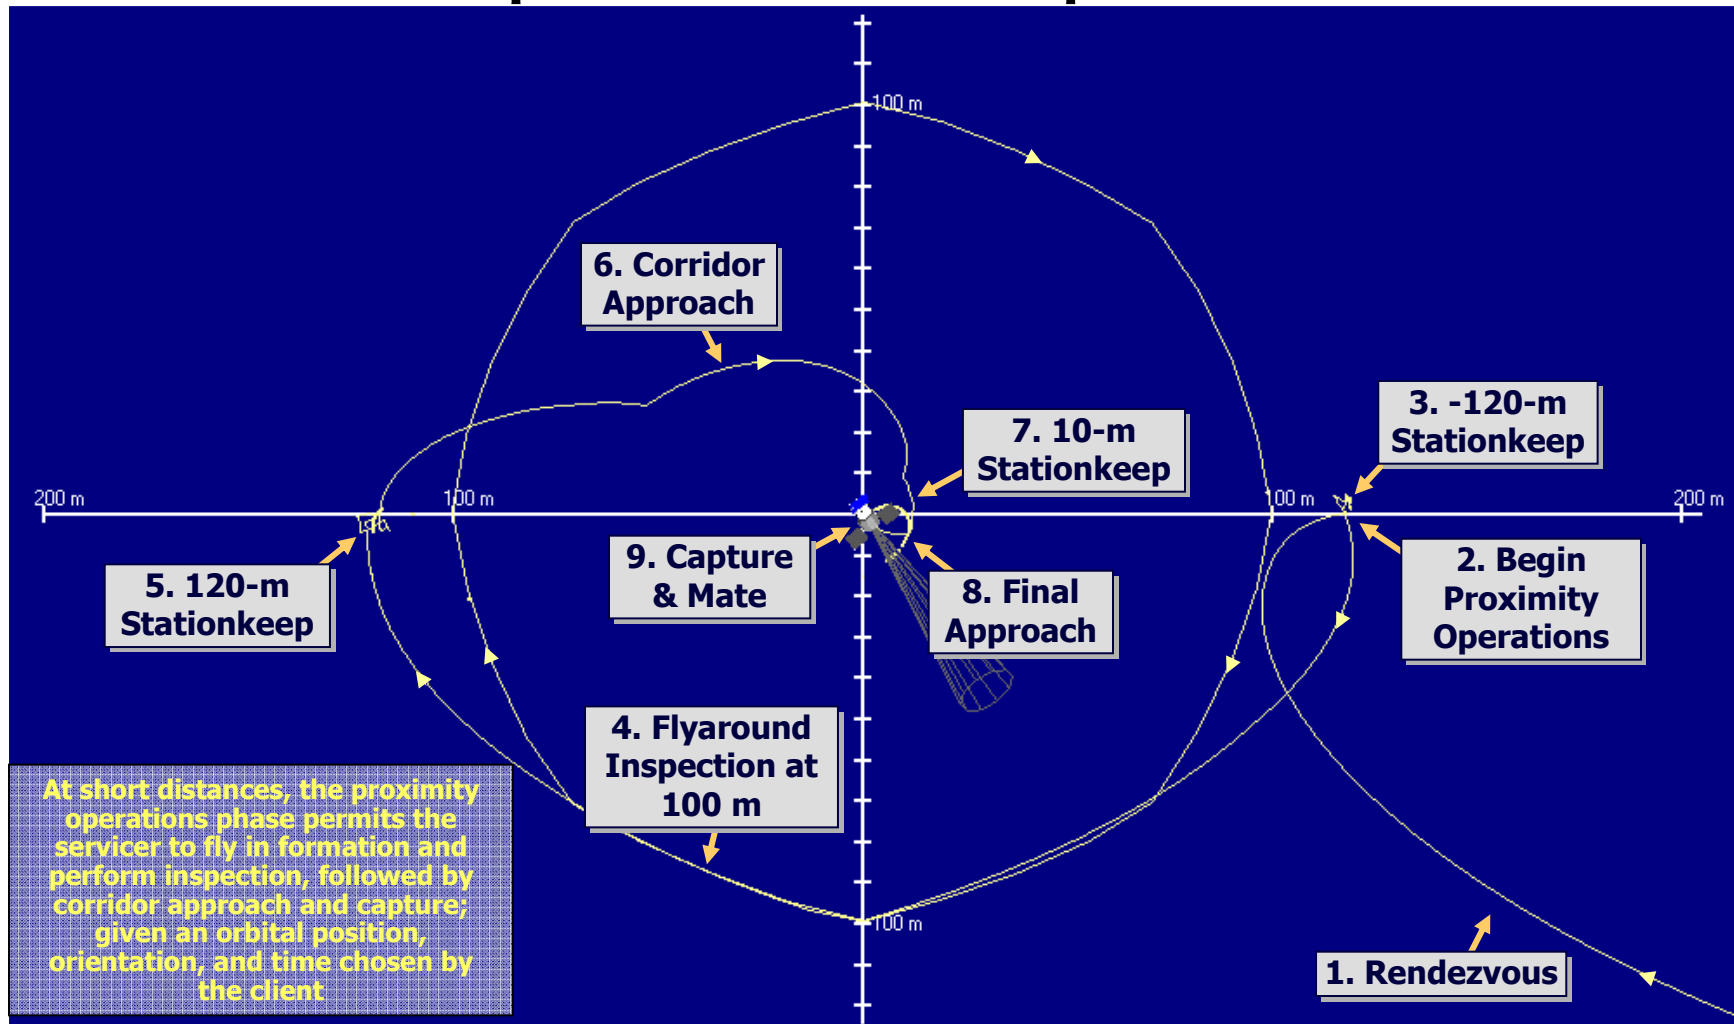 100 m
6. Corridor
Approach
3. -120-m
Stationkeep
7. 10-m
Stationkeep
200 m
100 m
100 m
200 m
9. Capture
& Mate
2. Begin
Proximity
Operations
5. 120-m
Stationkeep
8. Final
Approach
4. Flyaround
Inspection at
100 m
At short distances, the proximity
operations phase permits the
servicer to fly in formation and
perform inspection, followed by
corridor approach and capture;
given an orbital position,
orientation, and time chosen by
the client
100 m
1. Rendezvous